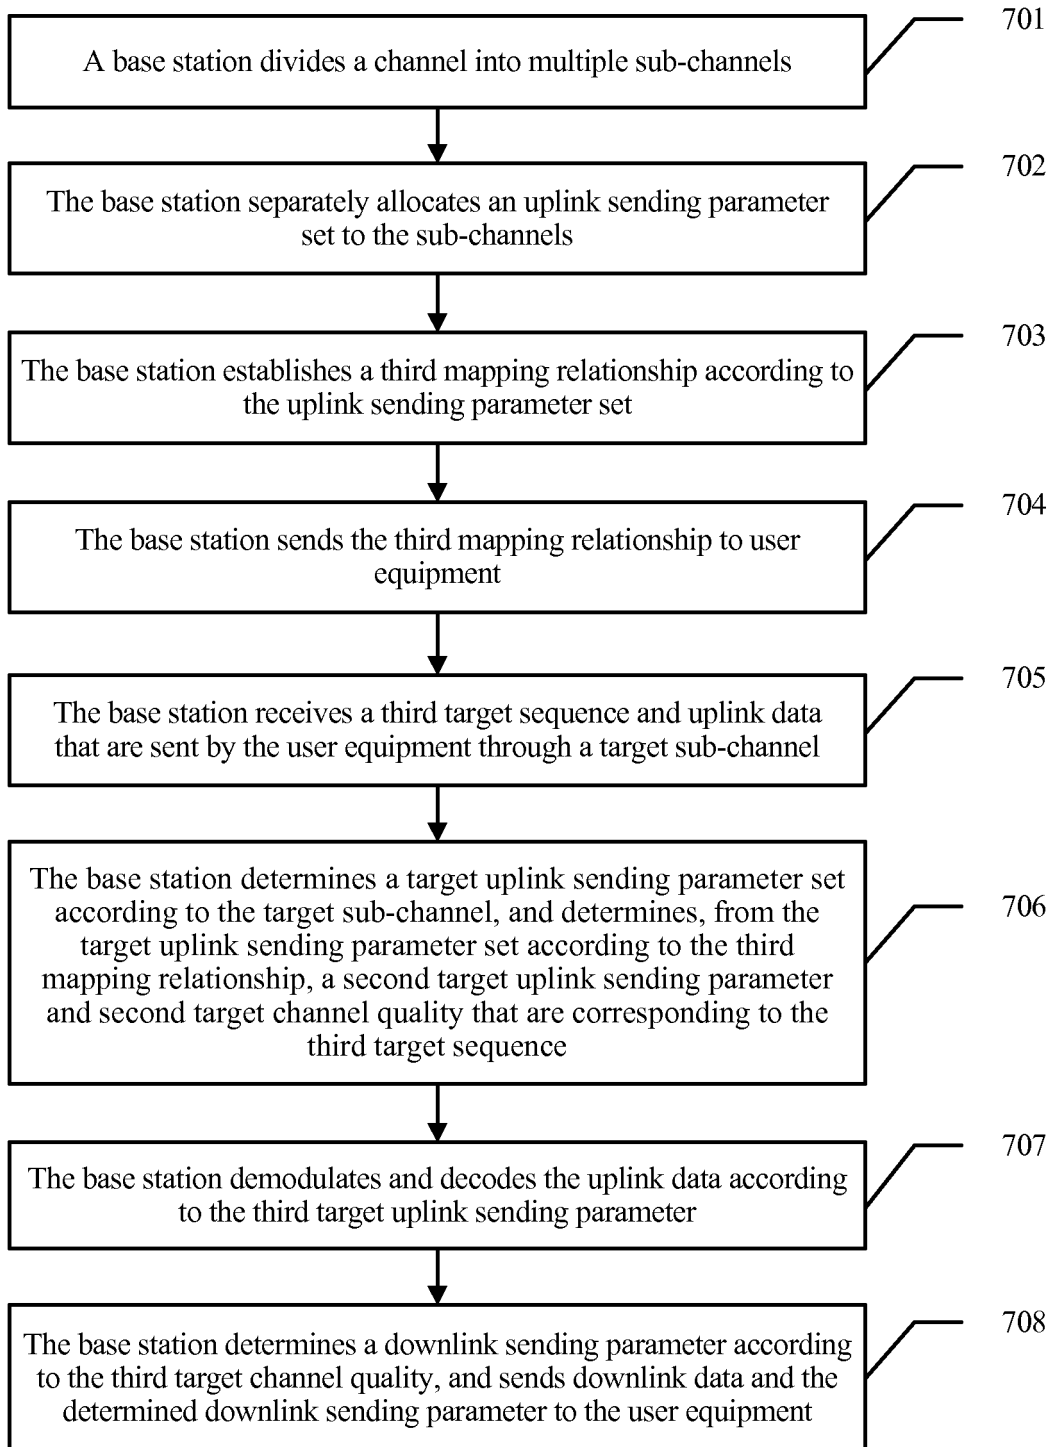 701
A base station divides a channel into multiple sub-channels
702
The base station separately allocates an uplink sending parameter
set to the sub-channels
703
The base station establishes a third mapping relationship according to
the uplink sending parameter set
704
The base station sends the third mapping relationship to user
equipment
705
The base station receives a third target sequence and uplink data
that are sent by the user equipment through a target sub-channel
706
The base station determines a target uplink sending parameter set
according to the target sub-channel, and determines, from the
target uplink sending parameter set according to the third
mapping relationship, a second target uplink sending parameter
and second target channel quality that are corresponding to the
third target sequence
707
The base station demodulates and decodes the uplink data according
to the third target uplink sending parameter
708
The base station determines a downlink sending parameter according
to the third target channel quality, and sends downlink data and the
determined downlink sending parameter to the user equipment